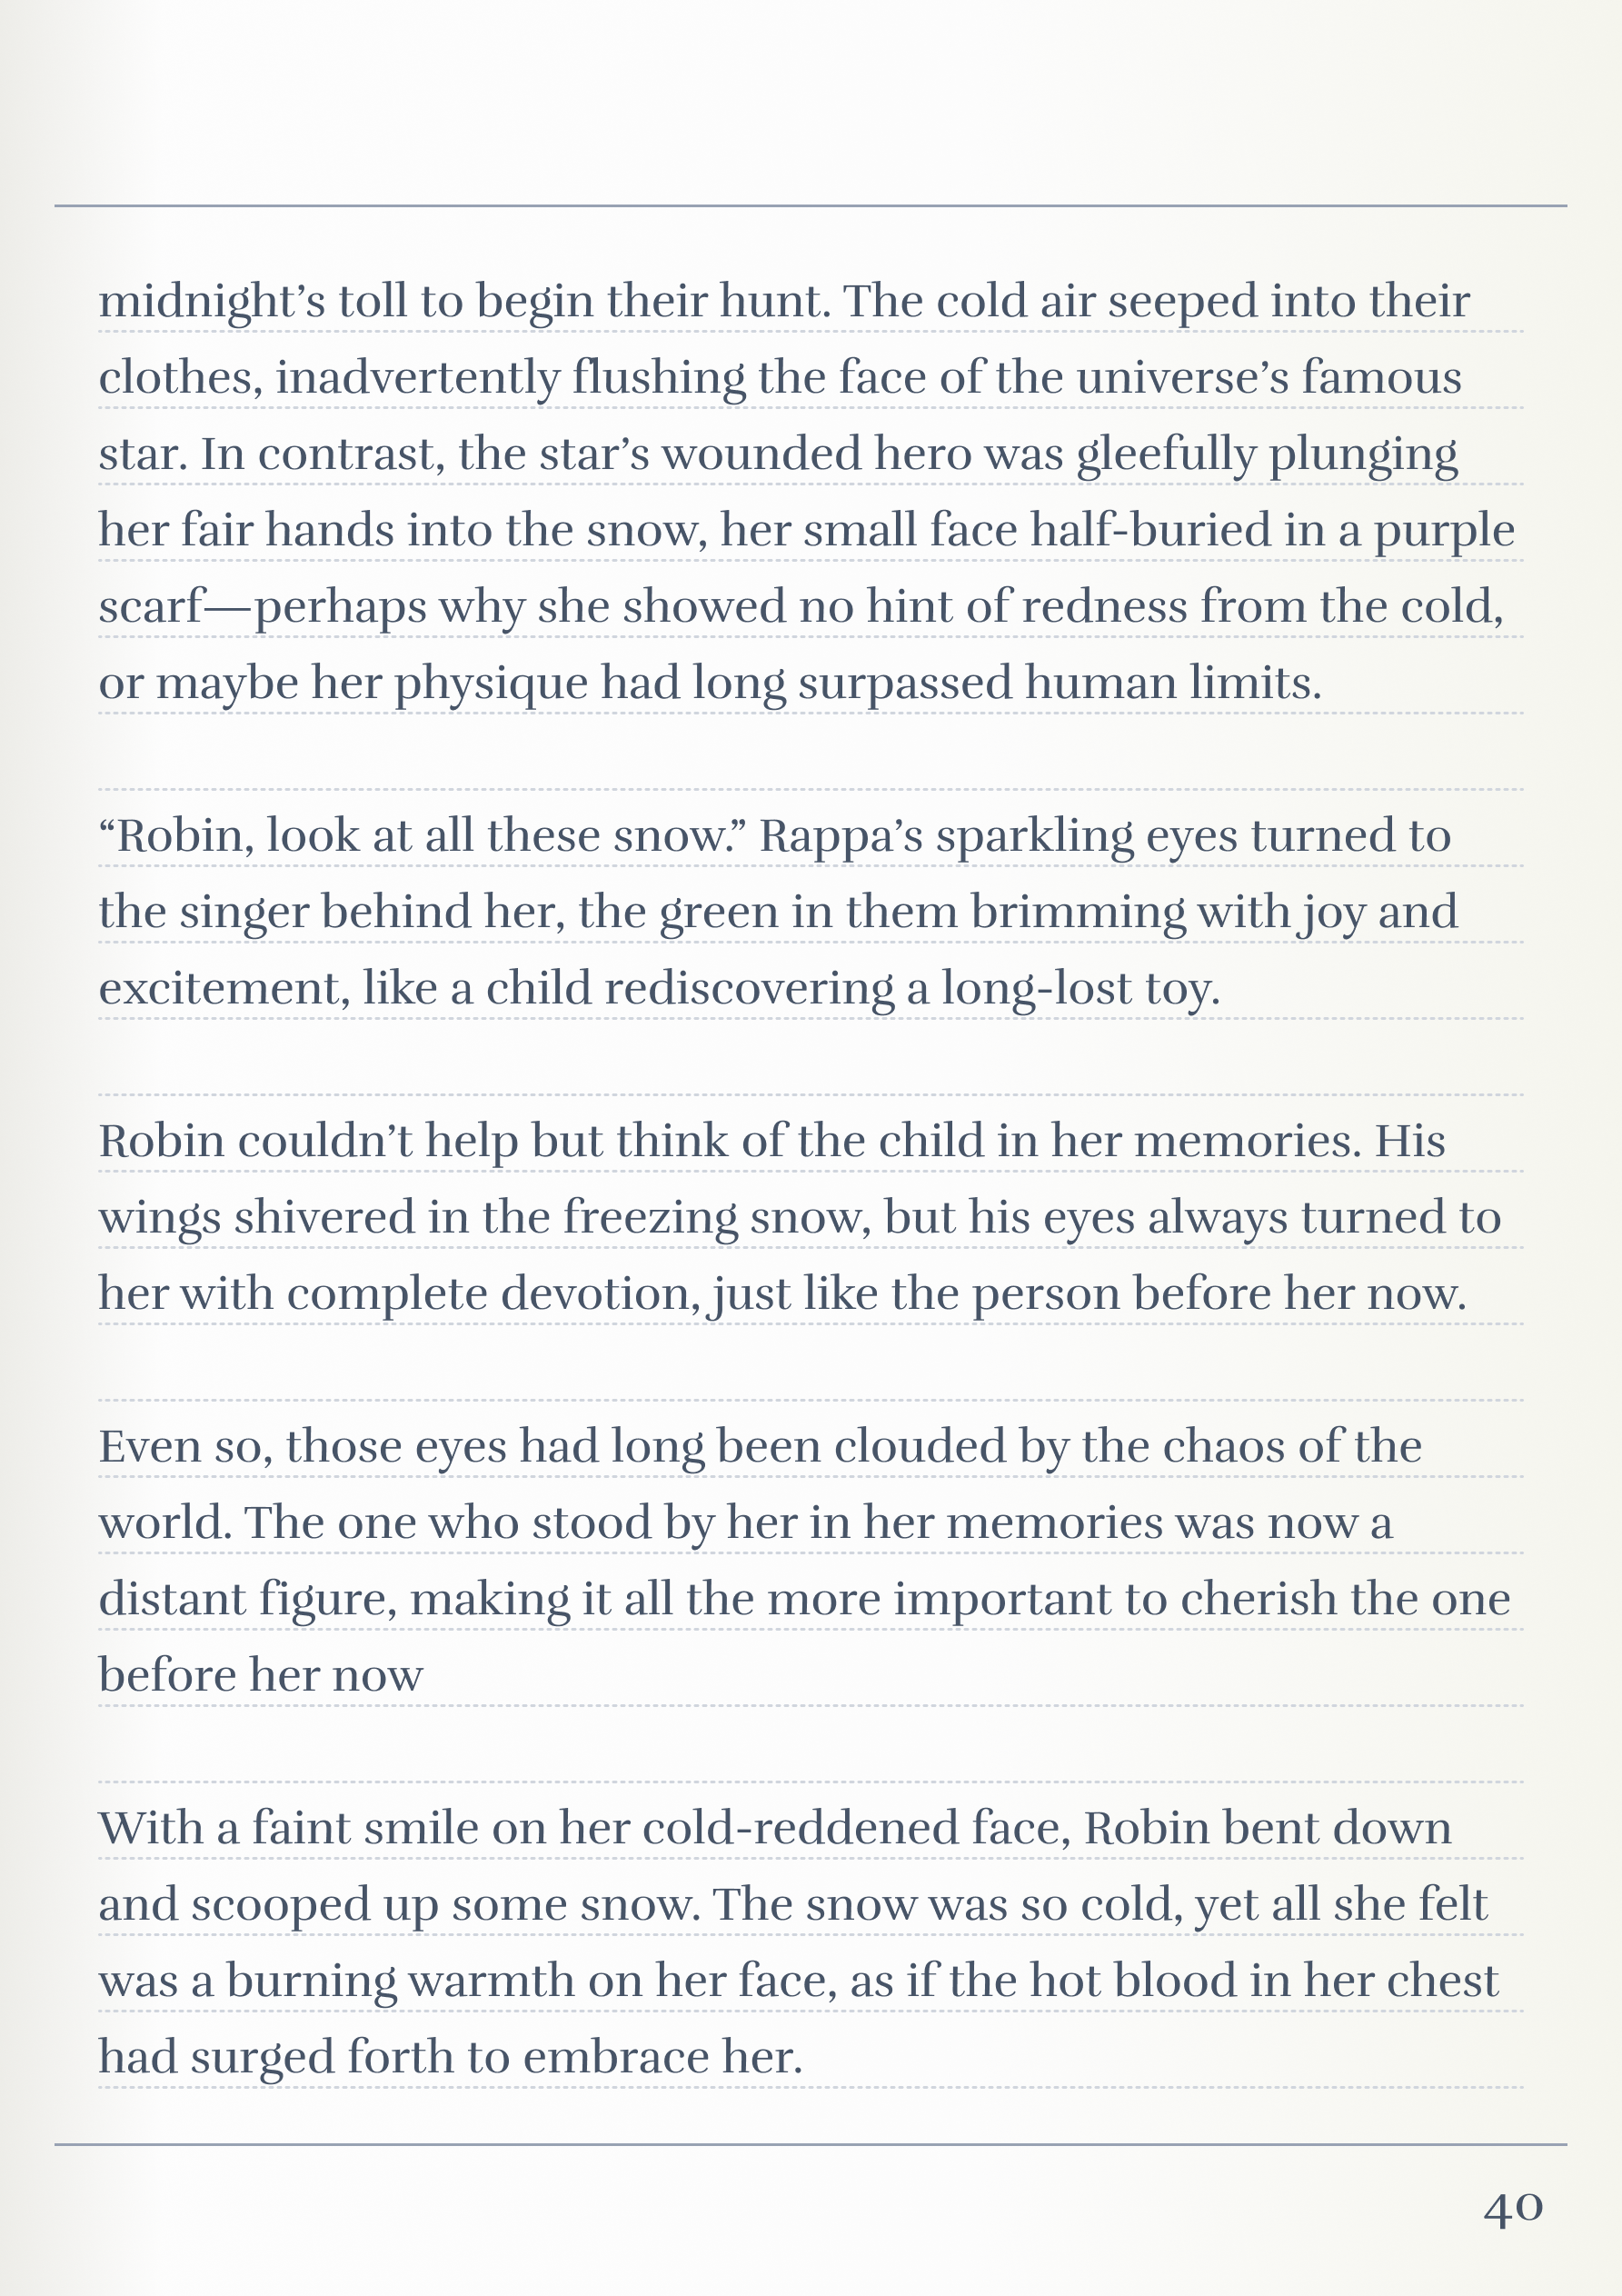 midnight’s toll to begin their hunt. The cold air seeped into their
clothes, inadvertently flushing the face of the universe’s famous
star. In contrast, the star’s wounded hero was gleefully plunging
her fair hands into the snow, her small face half-buried in a purple
scarf—perhaps why she showed no hint of redness from the cold,
or maybe her physique had long surpassed human limits.
“Robin, look at all these snow.” Rappa’s sparkling eyes turned to
the singer behind her, the green in them brimming with joy and
excitement, like a child rediscovering a long-lost toy.
Robin couldn’t help but think of the child in her memories. His
wings shivered in the freezing snow, but his eyes always turned to
her with complete devotion, just like the person before her now.
Even so, those eyes had long been clouded by the chaos of the
world. The one who stood by her in her memories was now a
distant figure, making it all the more important to cherish the one
before her now
With a faint smile on her cold-reddened face, Robin bent down
and scooped up some snow. The snow was so cold, yet all she felt
was a burning warmth on her face, as if the hot blood in her chest
had surged forth to embrace her.
40